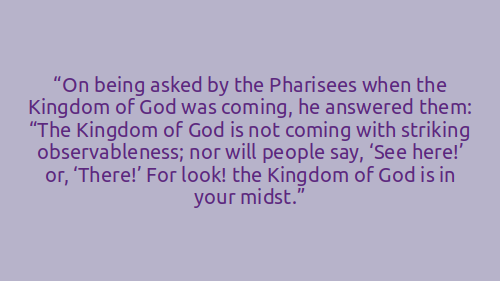 “On being asked by the Pharisees when the
Kingdom of God was coming, he answered them:
“The Kingdom of God is not coming with striking
observableness; nor will people say, ‘See here!’
or, ‘There!’ For look! the Kingdom of God is in
your midst.”